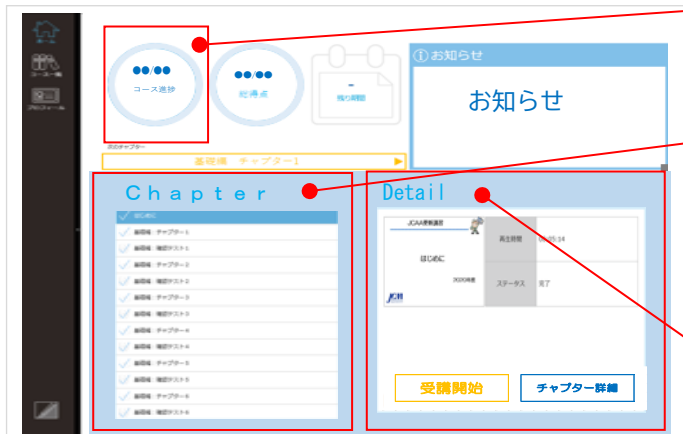 ホーム
コース一覧
プロフィール
●●/●●
コース進捗
●●/●●
総得点
-
残り期間
お知らせ
お知らせ
次のチャプター
基礎編 チャプター1
Chapter
はじめに
基礎編 チャプター1
基礎編 確認テスト1
基礎編 チャプター2
基礎編 確認テスト2
基礎編 チャプター3
基礎編 確認テスト3
基礎編 チャプター4
基礎編 確認テスト4
基礎編 チャプター5
基礎編 確認テスト5
基礎編 チャプター6
基礎編 確認テスト6
Detail
JCAA更新講習
はじめに
2020年度
再生時間
ステータス
完了
受講開始
チャプター詳細